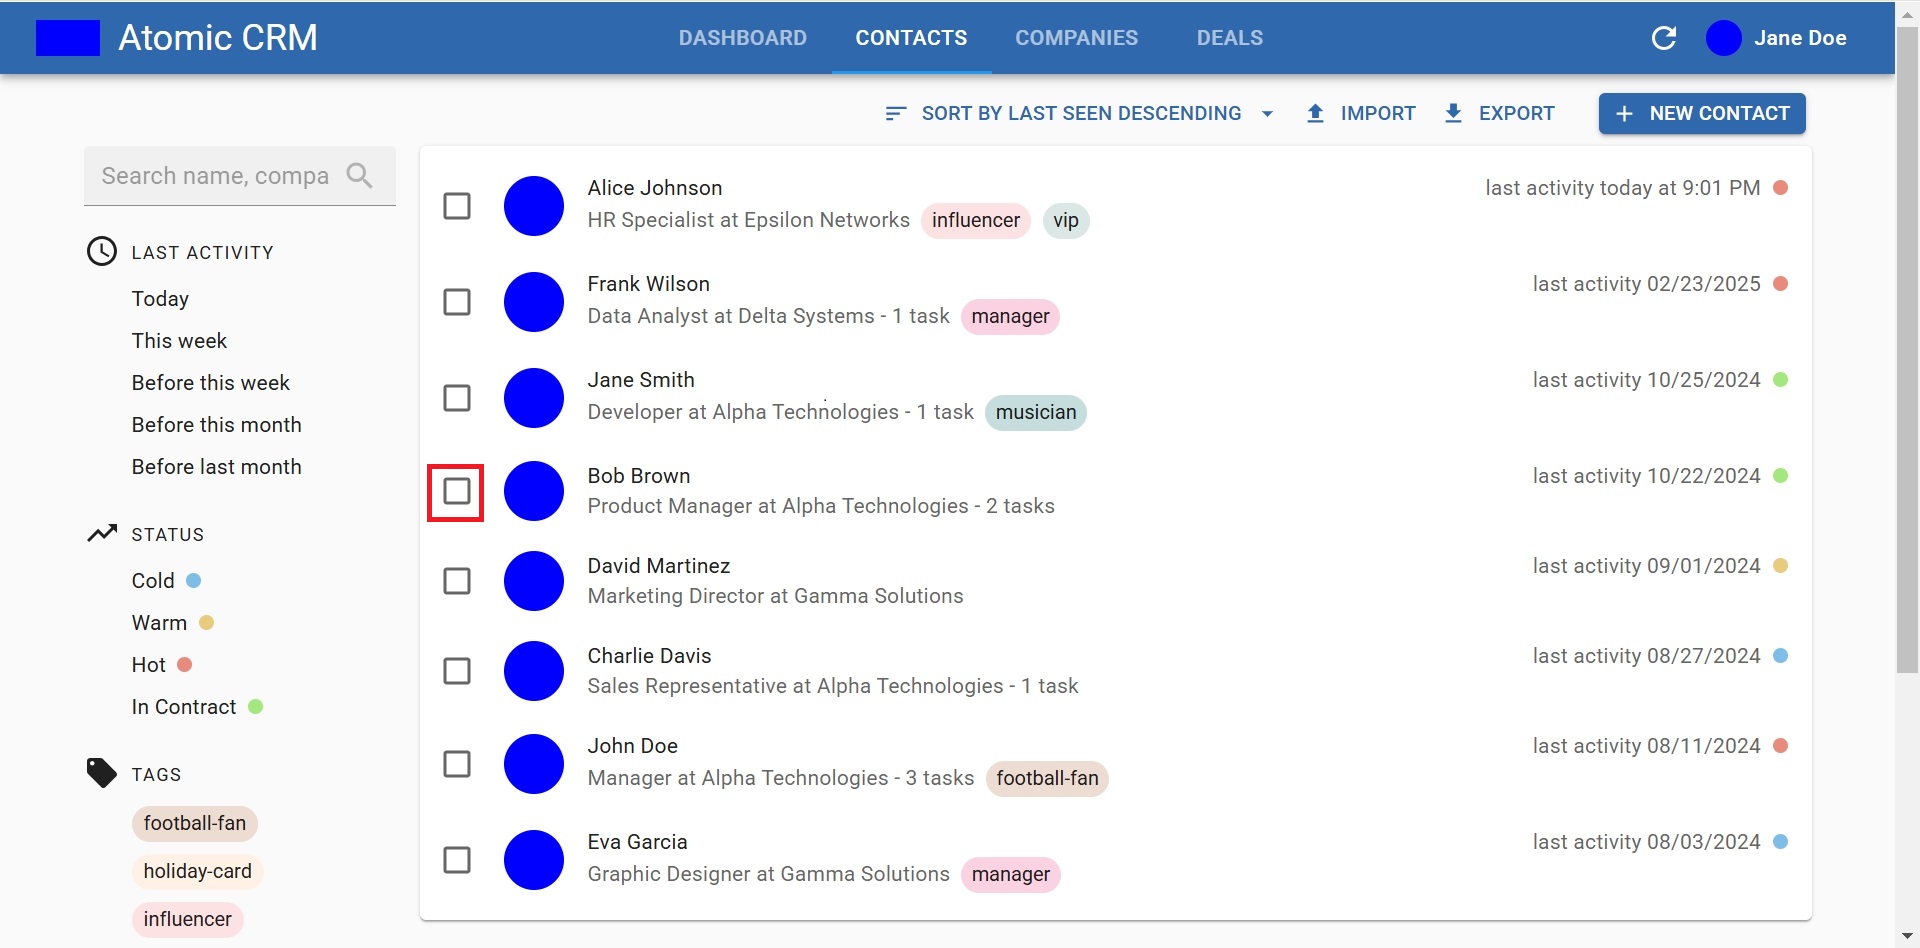 Atomic CRM
DASHBOARD
CONTACTS
COMPANIES
DEALS
Jane Doe
SORT BY LAST SEEN DESCENDING
IMPORT
EXPORT
+ NEW CONTACT
Search name, compa
LAST ACTIVITY
Today
This week
Before this week
Before this month
Before last month
STATUS
Cold
Warm
Hot
In Contract
TAGS
football-fan
holiday-card
influencer
Alice Johnson
last activity today at 9:01 PM
HR Specialist at Epsilon Networks influencer vip
Frank Wilson
last activity 02/23/2025
Data Analyst at Delta Systems - 1 task manager
Jane Smith
last activity 10/25/2024
Developer at Alpha Technologies - 1 task musician
Bob Brown
last activity 10/22/2024
Product Manager at Alpha Technologies - 2 tasks
David Martinez
last activity 09/01/2024
Marketing Director at Gamma Solutions
Charlie Davis
last activity 08/27/2024
Sales Representative at Alpha Technologies - 1 task
John Doe
last activity 08/11/2024
Manager at Alpha Technologies - 3 tasks football-fan
Eva Garcia
last activity 08/03/2024
Graphic Designer at Gamma Solutions manager